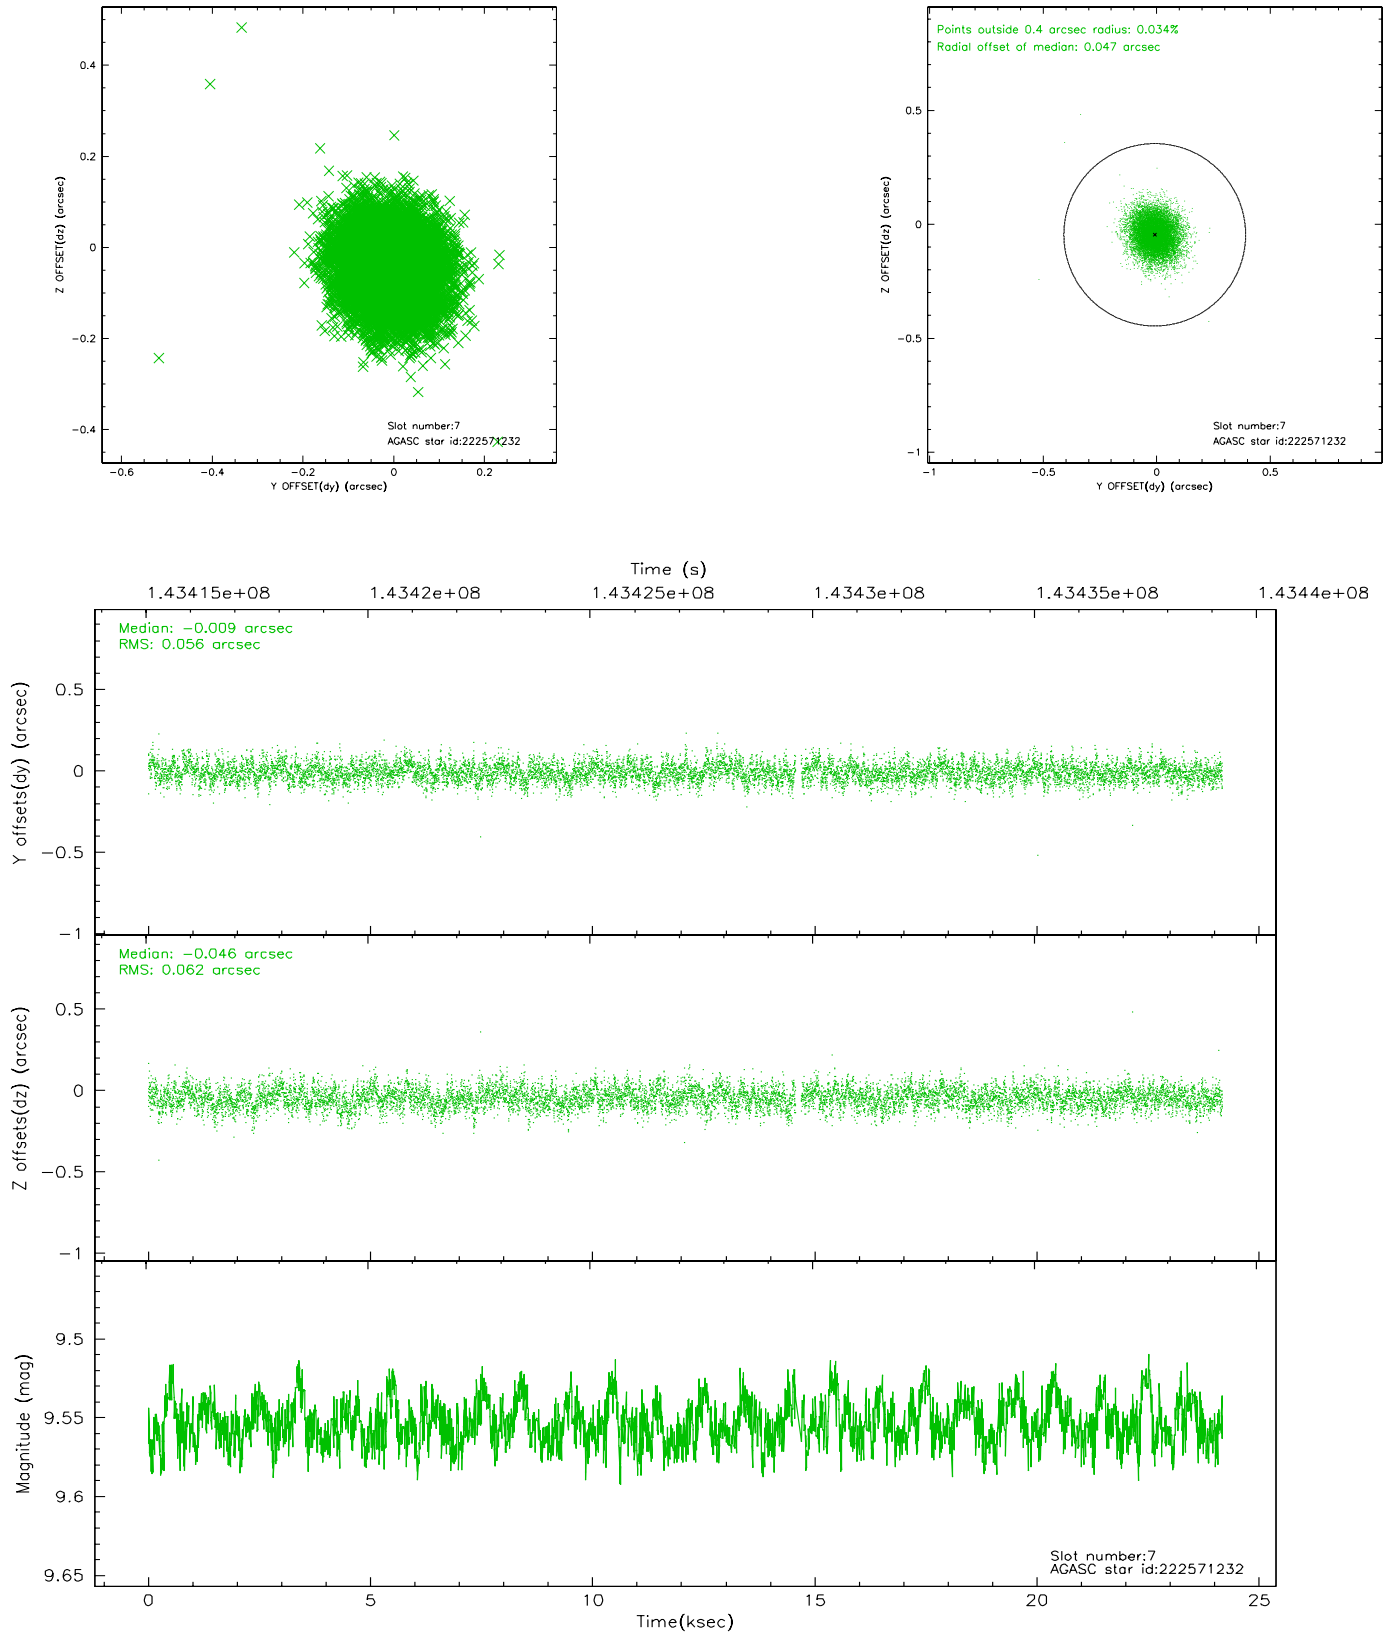 0.4
0.2
0
−0.2
−0.4
Z OFFSET(dz) (arcsec)
Slot number:7
AGASC star id:222571232
−0.6
−0.4
−0.2
0
0.2
Y OFFSET(dy) (arcsec)
Points outside 0.4 arcsec radius: 0.034%
Radial offset of median: 0.047 arcsec
0.5
0
−0.5
−1
Z OFFSET(dz) (arcsec)
Slot number:7
AGASC star id:222571232
−1
−0.5
0
0.5
Y OFFSET(dy) (arcsec)
Time (s)
1.43415e+08
1.4342e+08
1.43425e+08
1.4343e+08
1.43435e+08
1.4344e+08
Median: −0.009 arcsec
RMS: 0.056 arcsec
0.5
0
−0.5
−1
Y offsets(dy) (arcsec)
Median: −0.046 arcsec
RMS: 0.062 arcsec
0.5
0
−0.5
−1
Z offsets(dz) (arcsec)
9.5
9.55
9.6
9.65
Magnitude (mag)
Slot number:7
AGASC star id:222571232
0
5
10
15
20
25
Time(ksec)